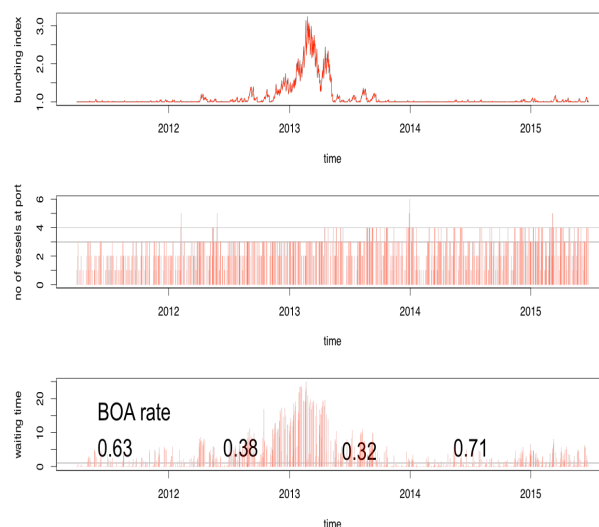 bunching index
3.0
2.0
1.0
2012 2013 2014 2015
time
no of vessels at port
6
4
2
0
2012 2013 2014 2015
time
waiting time
20
10
0
BOA rate
0.63 0.38 0.32 0.71
2012 2013 2014 2015
time